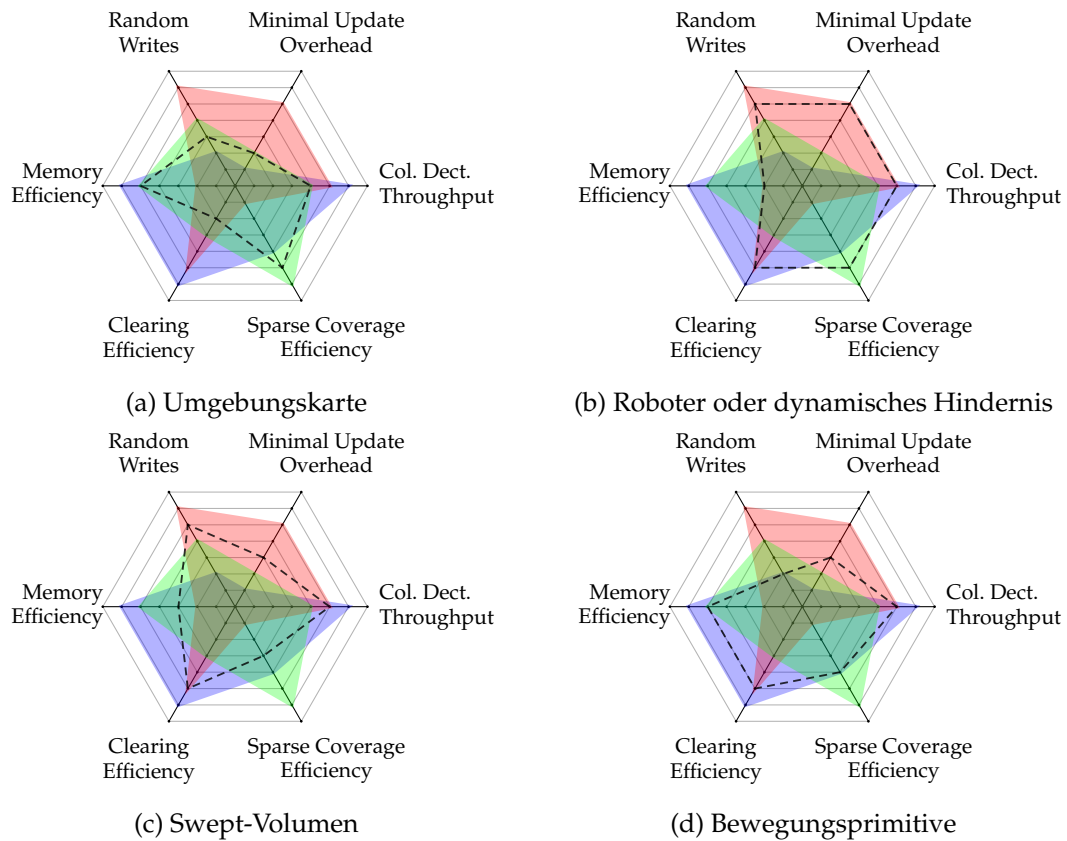 Random
Writes
Minimal Update
Overhead
Memory
Efficiency
Col. Dect.
Throughput
Clearing
Efficiency
Sparse Coverage
Efficiency
(a) Umgebungskarte
Random
Writes
Minimal Update
Overhead
Memory
Efficiency
Col. Dect.
Throughput
Clearing
Efficiency
Sparse Coverage
Efficiency
(b) Roboter oder dynamisches Hindernis
Random
Writes
Minimal Update
Overhead
Memory
Efficiency
Col. Dect.
Throughput
Clearing
Efficiency
Sparse Coverage
Efficiency
(c) Swept-Volumen
Random
Writes
Minimal Update
Overhead
Memory
Efficiency
Col. Dect.
Throughput
Clearing
Efficiency
Sparse Coverage
Efficiency
(d) Bewegungsprimitive